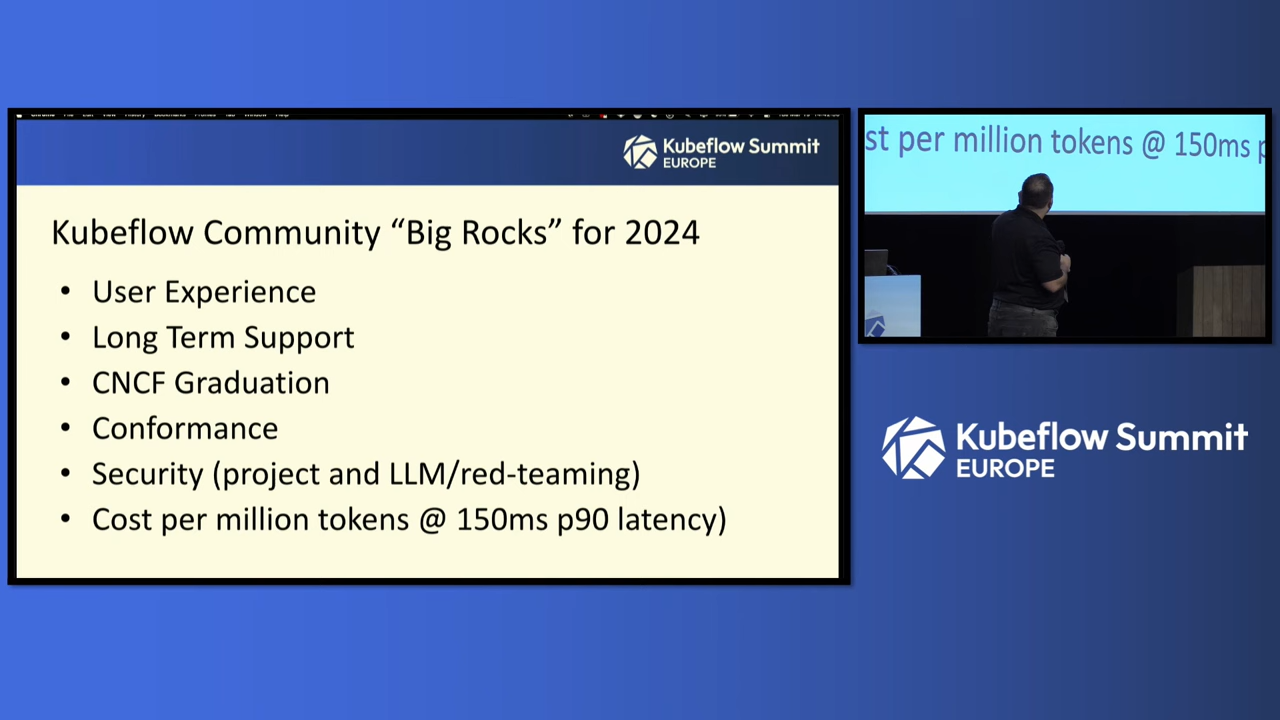 Kubeflow Summit
EUROPE
Kubeflow Community “Big Rocks” for 2024
• User Experience
• Long Term Support
• CNCF Graduation
• Conformance
• Security (project and LLM/red-teaming)
• Cost per million tokens @ 150ms p90 latency)
st per million tokens @ 150ms p
Kubeflow Summit
EUROPE